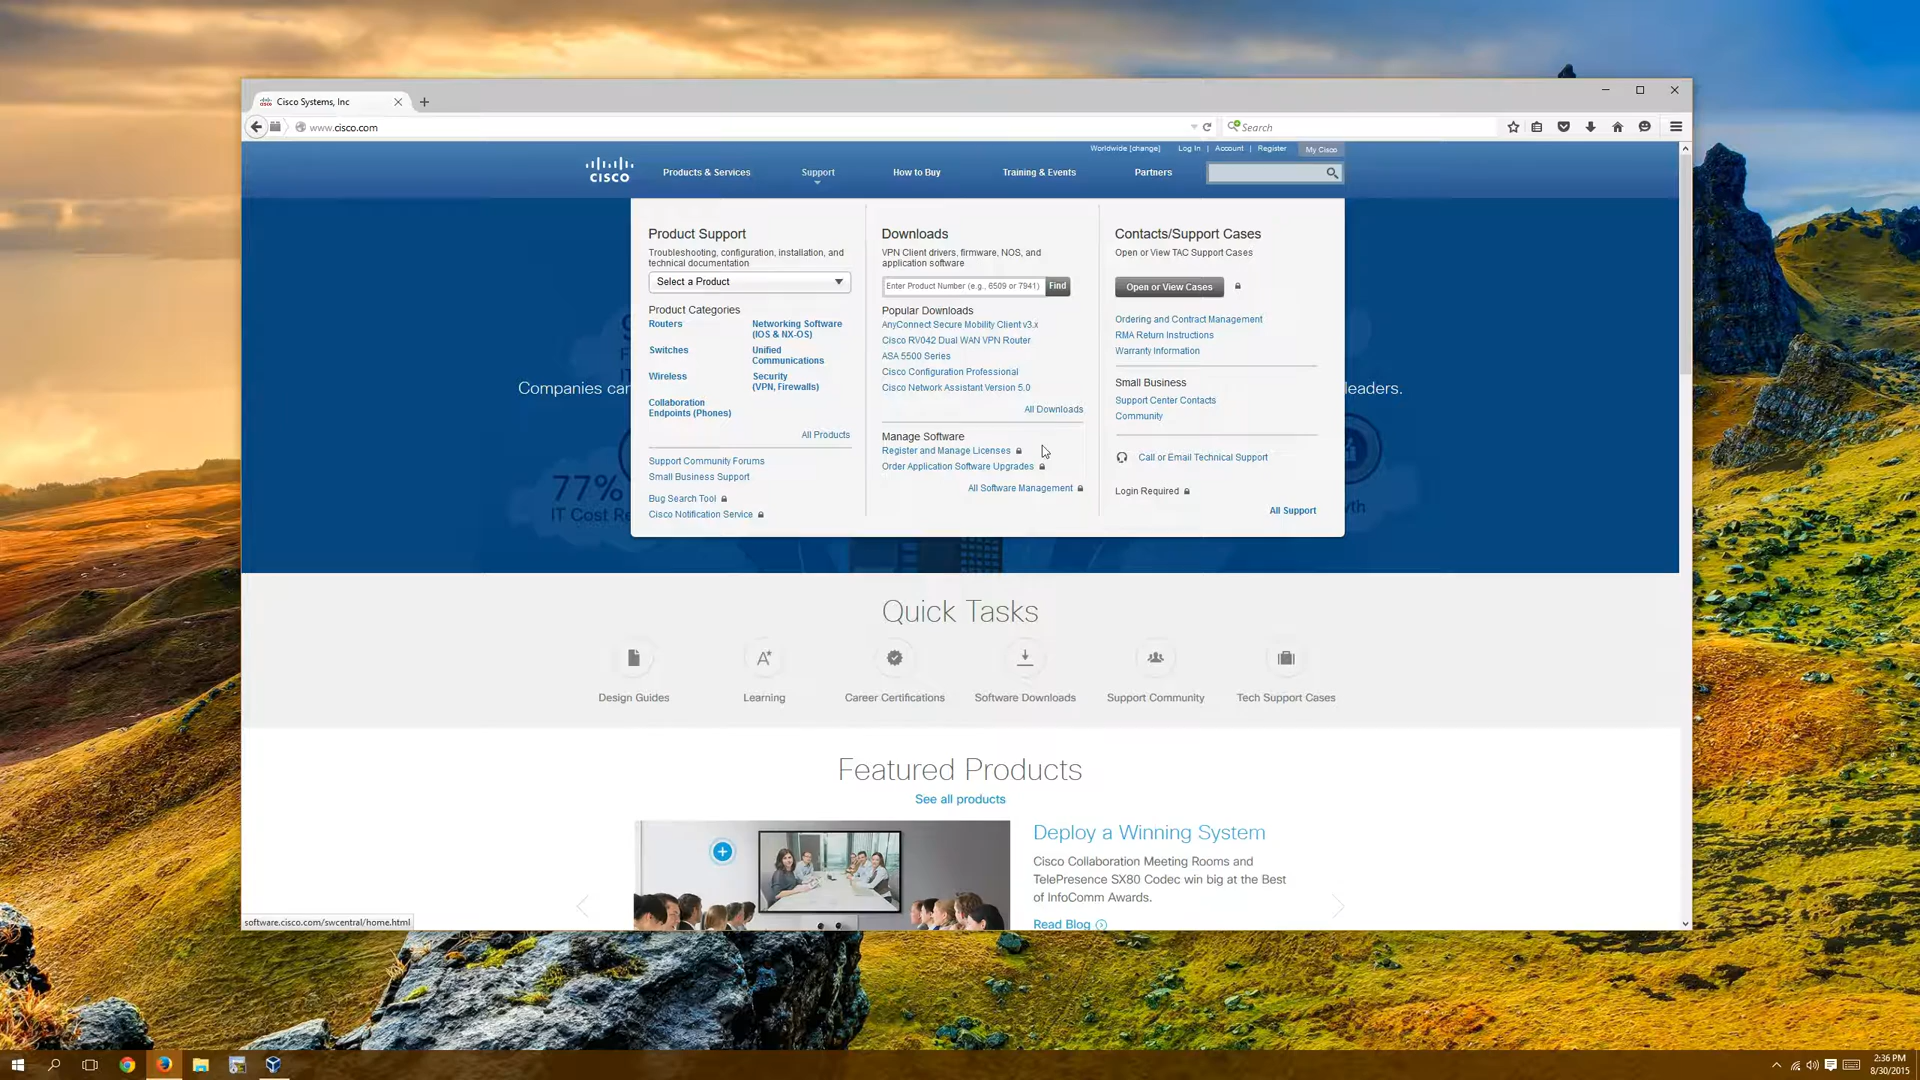 Cisco Systems, Inc
www.cisco.com
Search
Worldwide [change]
Log In | Account | Register
My Cisco
CISCO
Products & Services
Support
How to Buy
Training & Events
Partners
Product Support
Troubleshooting, configuration, installation, and
technical documentation
Select a Product
Product Categories
Routers
Networking Software
(IOS & NX-OS)
Switches
Unified
Communications
Wireless
Security
(VPN, Firewalls)
Collaboration
Endpoints (Phones)
All Products
Support Community Forums
Small Business Support
Bug Search Tool
Cisco Notification Service
Downloads
VPN Client drivers, firmware, NOS, and
application software
Enter Product Number (e.g., 6509 or 7941)
Find
Popular Downloads
AnyConnect Secure Mobility Client v3.x
Cisco RV042 Dual WAN VPN Router
ASA 5500 Series
Cisco Configuration Professional
Cisco Network Assistant Version 5.0
All Downloads
Manage Software
Register and Manage Licenses
Order Application Software Upgrades
All Software Management
Contacts/Support Cases
Open or View TAC Support Cases
Open or View Cases
Ordering and Contract Management
RMA Return Instructions
Warranty Information
Small Business
Support Center Contacts
Community
Call or Email Technical Support
Login Required
All Support
Companies can
leaders.
77%
IT Cost Re
Quick Tasks
Design Guides
Learning
Career Certifications
Software Downloads
Support Community
Tech Support Cases
Featured Products
See all products
Deploy a Winning System
Cisco Collaboration Meeting Rooms and
TelePresence SX80 Codec win big at the Best
of InfoComm Awards.
Read Blog
software.cisco.com/swcentral/home.html
2:36 PM
8/30/2015